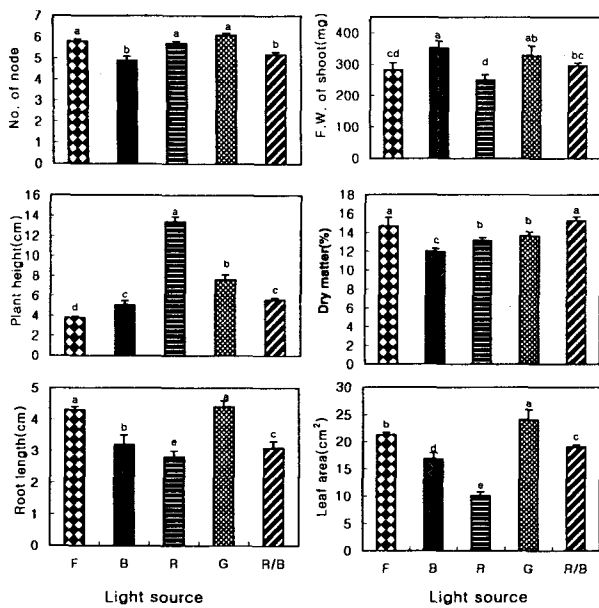 No. of node
7
6
5
4
3
2
1
0
a
b
a
a
b
F.W. of shoot(mg)
400
300
200
100
0
cd
a
d
ab
bc
Plant height(cm)
16
14
12
10
8
6
4
2
0
d
c
a
b
c
Dry matter(%)
18
16
14
12
10
8
6
4
2
0
a
c
b
b
a
Root length(cm)
5
4
3
2
1
0
a
b
e
a
c
F
B
R
G
R/B
Light source
Leaf area(cm²)
30
25
20
15
10
5
0
b
d
e
a
c
F
B
R
G
R/B
Light source